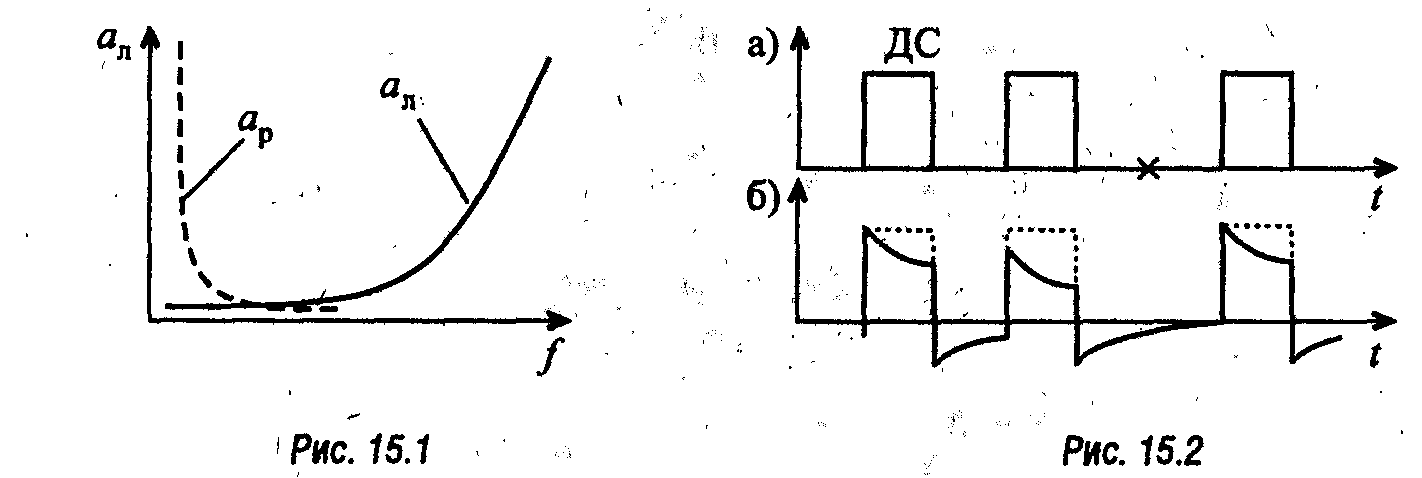 aл
aр
aл
f
Рис. 15.1
а)
ДС
t
б)
t
Рис. 15.2